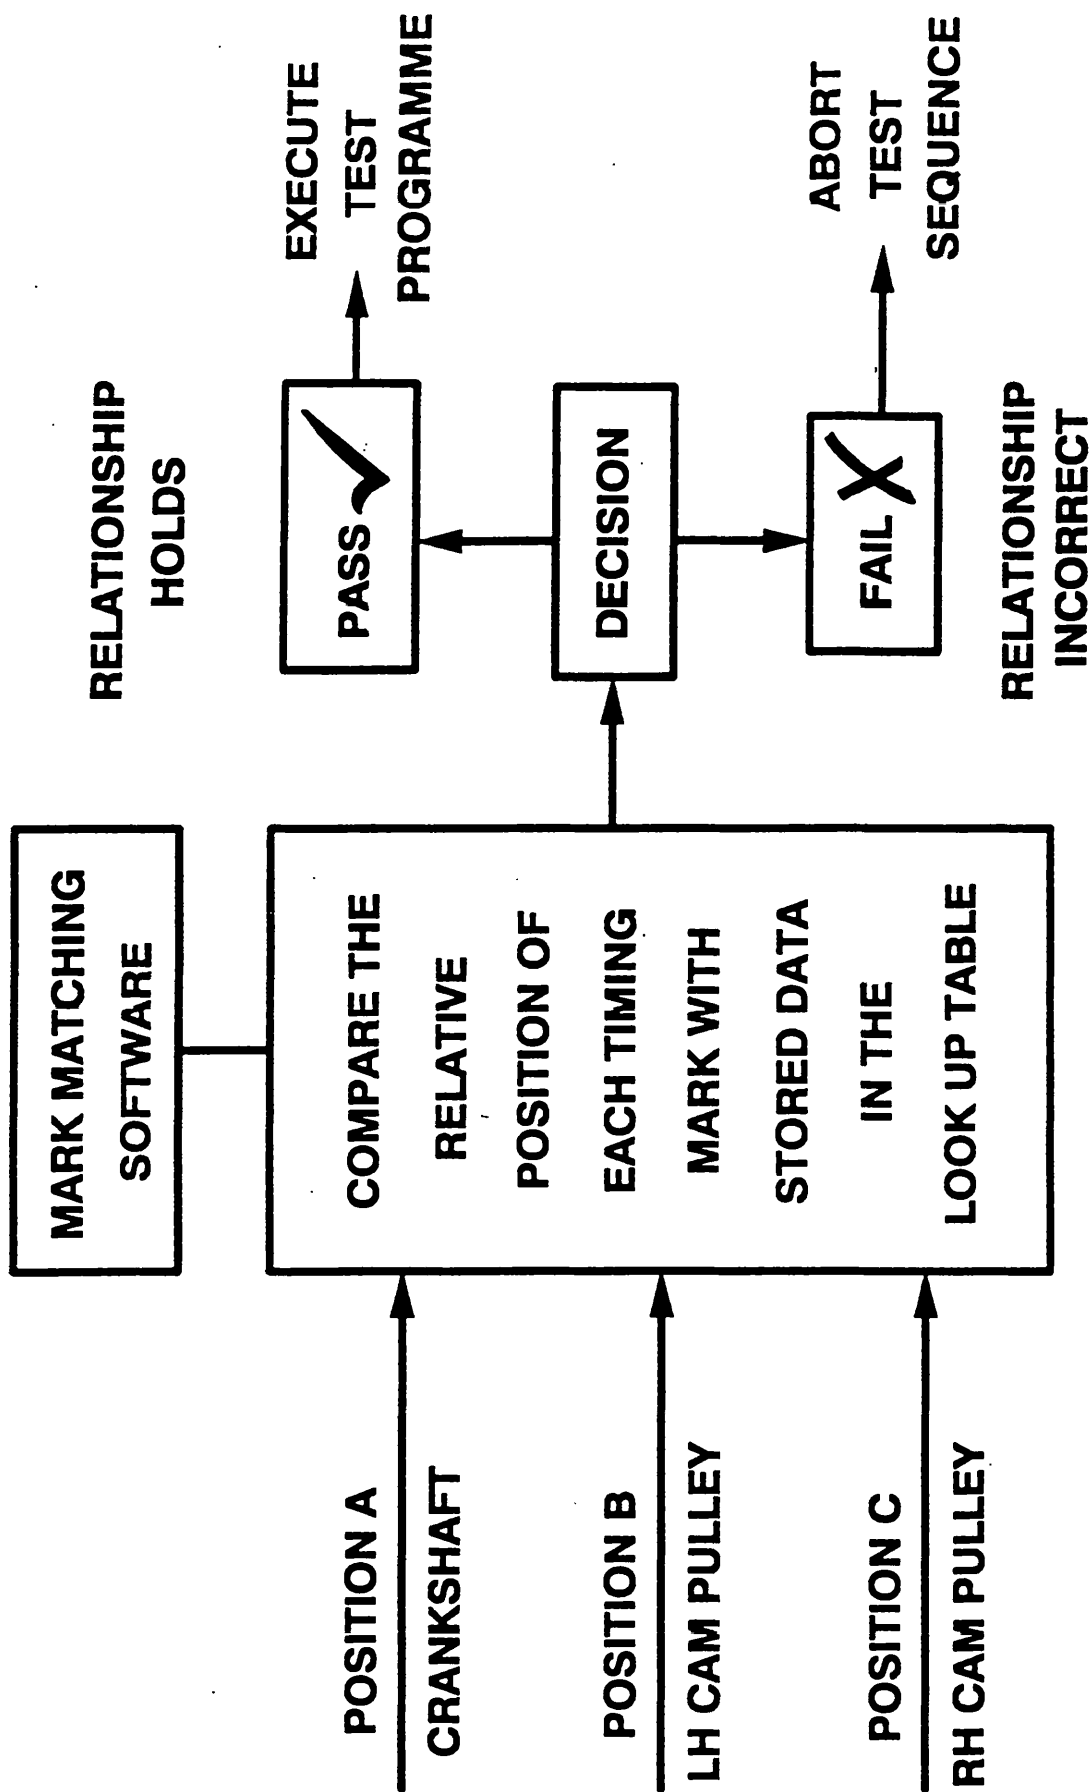 MARK MATCHING
SOFTWARE
POSITION A
CRANKSHAFT
POSITION B
LH CAM PULLEY
POSITION C
RH CAM PULLEY
COMPARE THE
RELATIVE
POSITION OF
EACH TIMING
MARK WITH
STORED DATA
IN THE
LOOK UP TABLE
DECISION
RELATIONSHIP
HOLDS
PASS
EXECUTE
TEST
PROGRAMME
FAIL
RELATIONSHIP
INCORRECT
ABORT
TEST
SEQUENCE